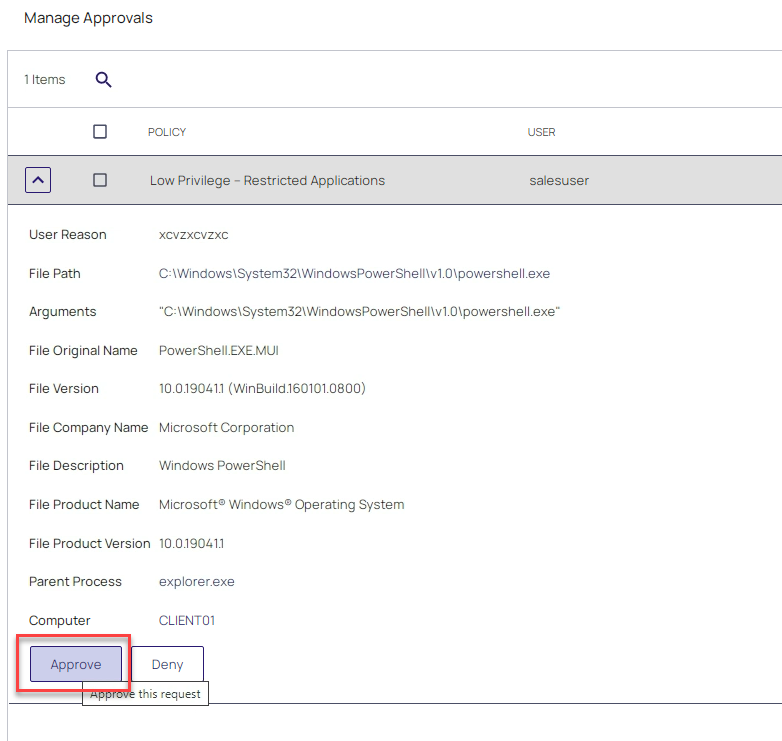 Manage Approvals
1 Items
POLICY USER
Low Privilege – Restricted Applications salesuser
User Reason xcvzxcvzxc
File Path C:\Windows\System32\WindowsPowerShell\v1.0\powershell.exe
Arguments "C:\Windows\System32\WindowsPowerShell\v1.0\powershell.exe"
File Original Name PowerShell.EXE.MUI
File Version 10.0.19041.1 (WinBuild.160101.0800)
File Company Name Microsoft Corporation
File Description Windows PowerShell
File Product Name Microsoft® Windows® Operating System
File Product Version 10.0.19041.1
Parent Process explorer.exe
Computer CLIENT01
Approve Deny
Approve this request